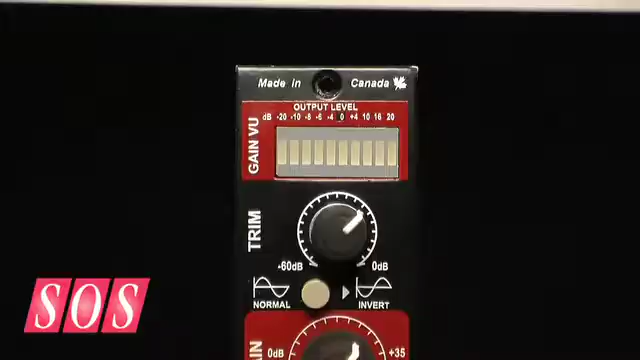 Made in Canada
OUTPUT LEVEL
dB -20 -10 -8 -6 -4 0 +4 10 16 20
GAIN VU
TRIM
-60dB 0dB
NORMAL INVERT
0dB +35
SOS